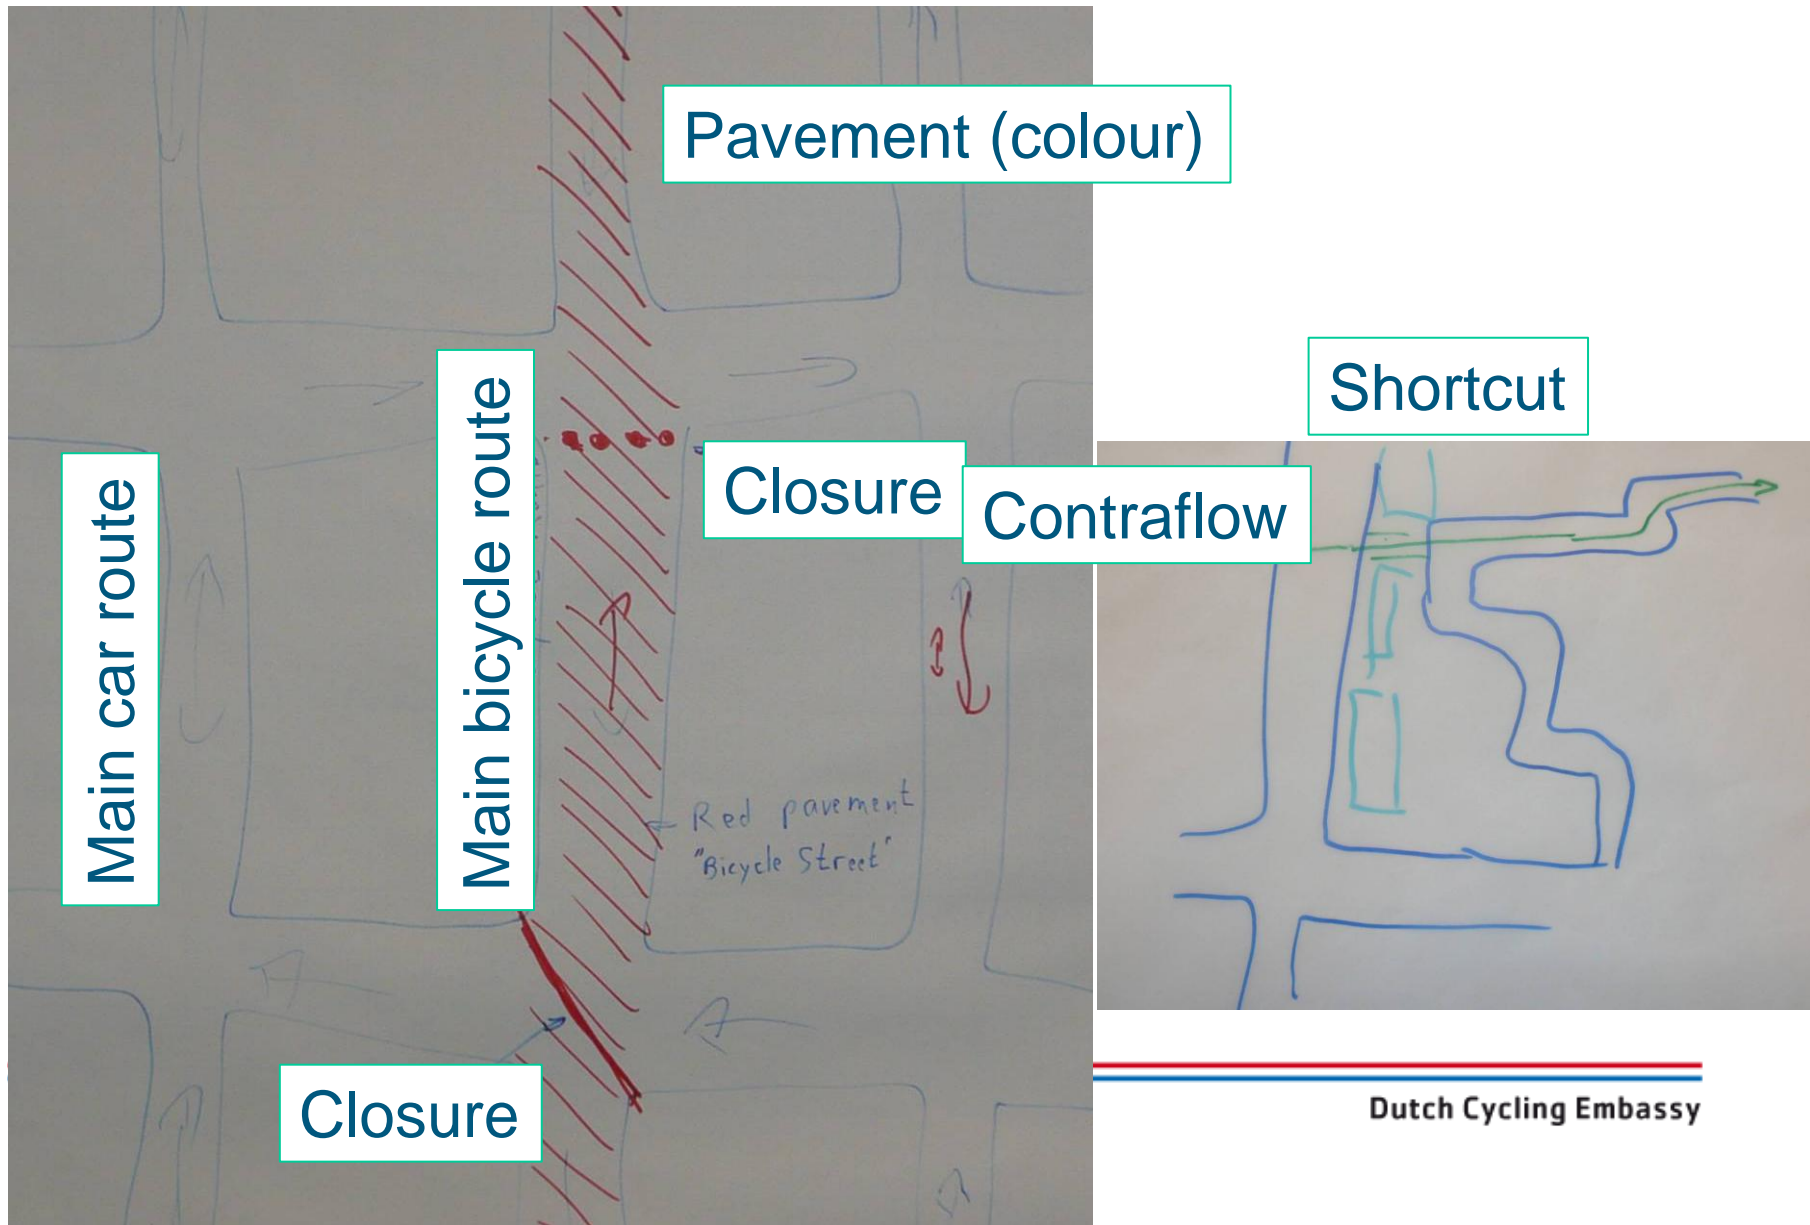 Pavement (colour)
Shortcut
Main car route
Main bicycle route
Closure
Contraflow
Red pavement
"Bicycle Street"
Closure
Dutch Cycling Embassy